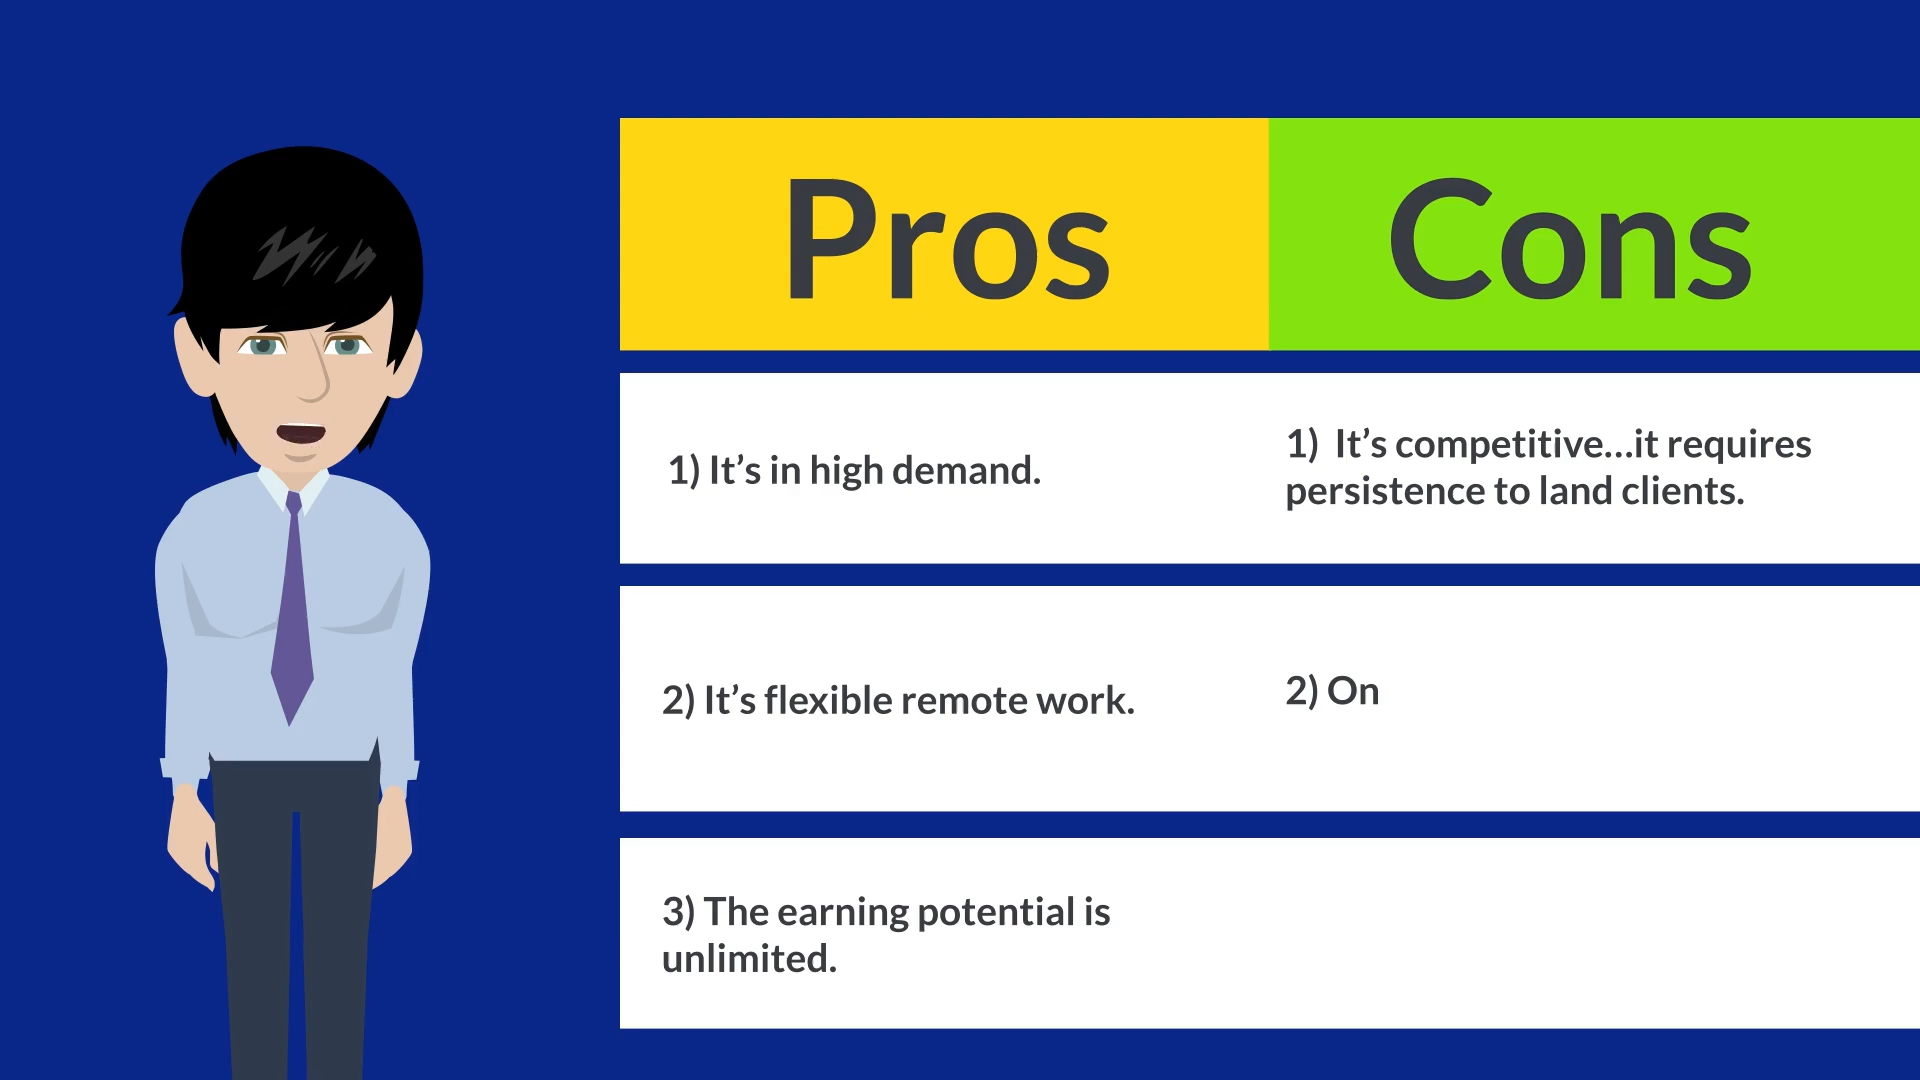 Pros
Cons
1) It’s in high demand.
1)  It’s competitive...it requires
persistence to land clients.
2) It’s flexible remote work.
2) On
3) The earning potential is
unlimited.